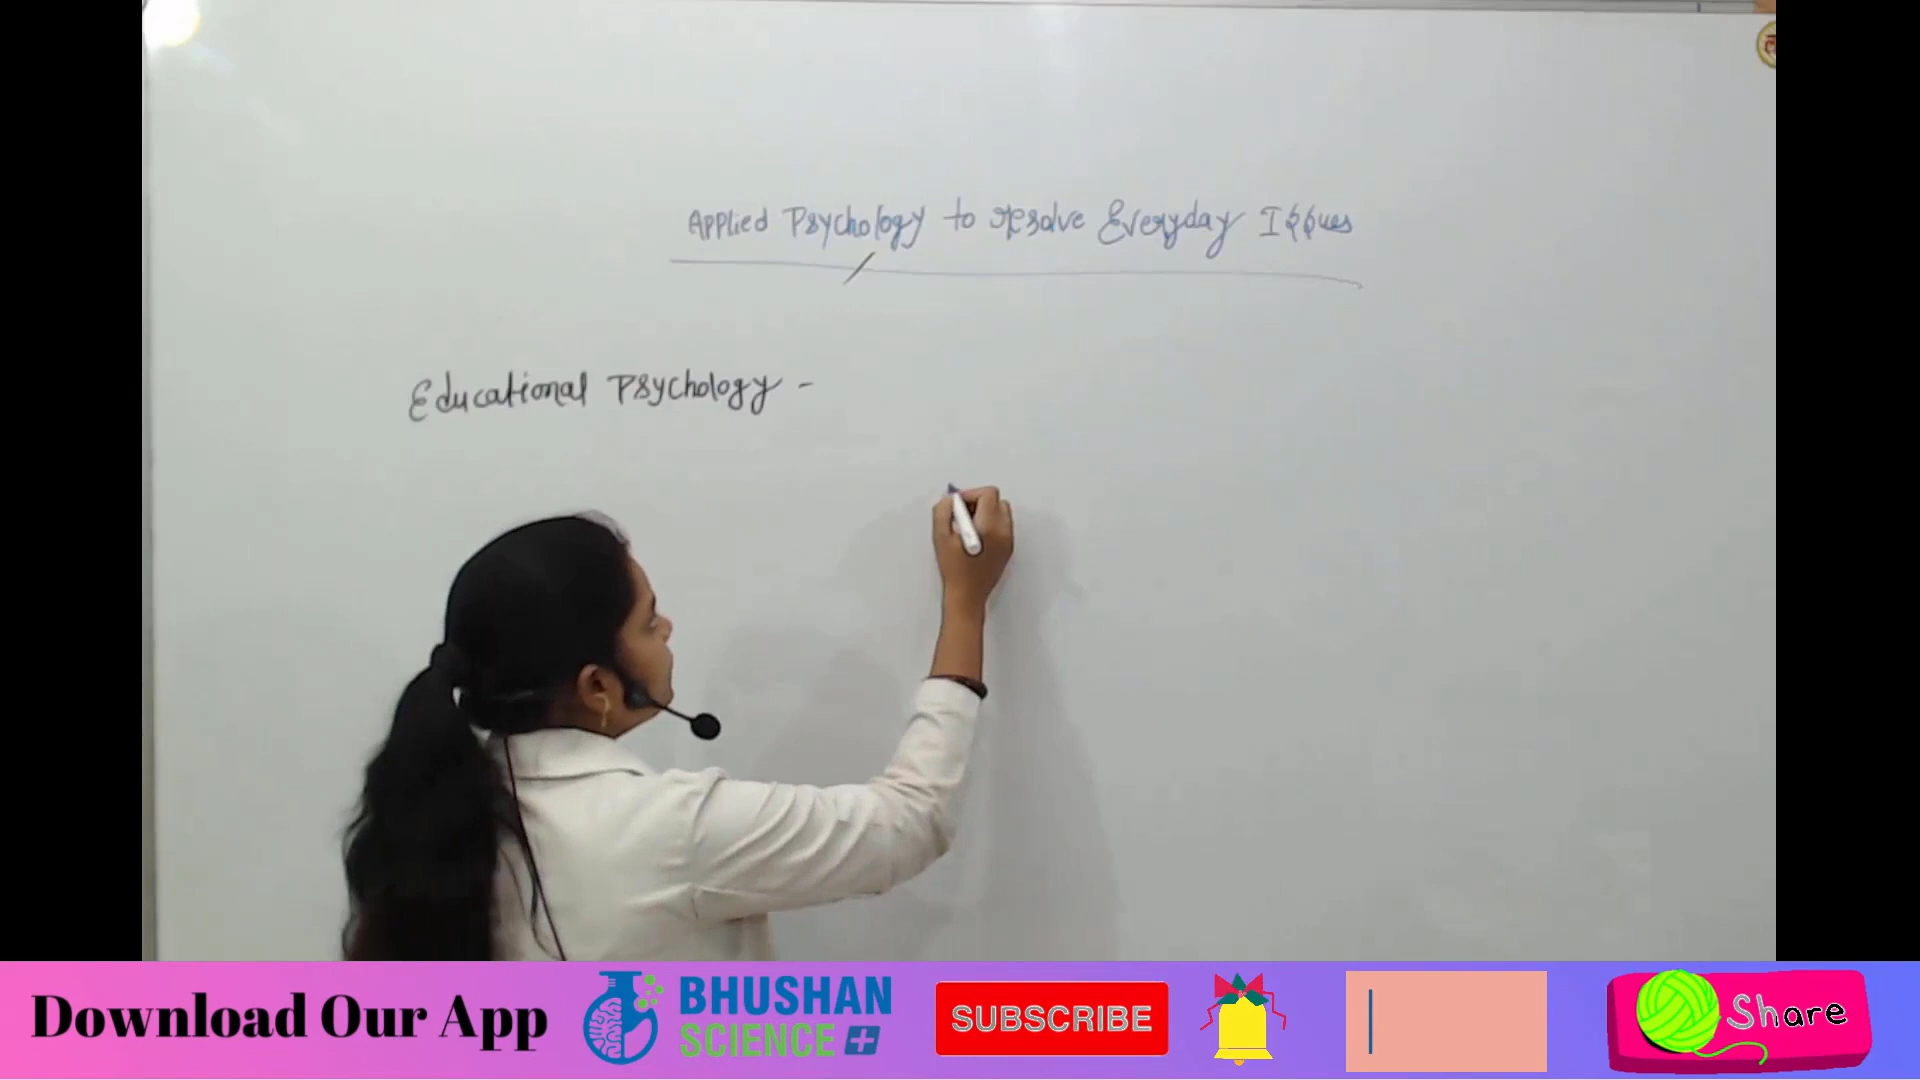 Applied Psychology to resolve Everyday Issues
Educational Psychology -
Download Our App
BHUSHAN
SCIENCE
SUBSCRIBE
Share